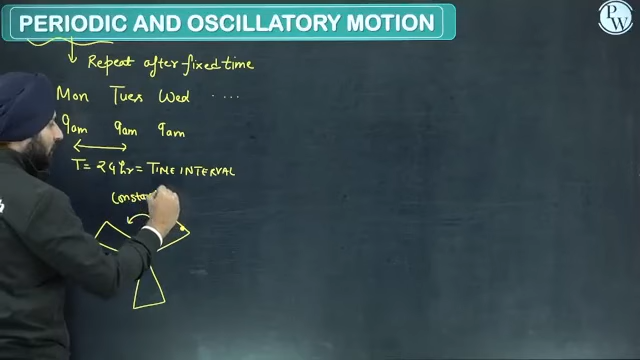 PERIODIC AND OSCILLATORY MOTION
PW
Repeat after fixed time
Mon Tues Wed ....
9am 9am 9am
T = 24 hr = TIME INTERVAL
Constan